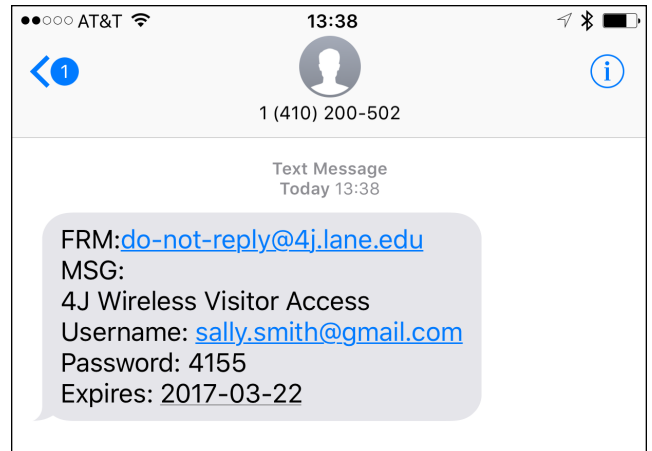 AT&T 13:38
1
1 (410) 200-502
Text Message
Today 13:38
FRM:do-not-reply@4j.lane.edu
MSG:
4J Wireless Visitor Access
Username: sally.smith@gmail.com
Password: 4155
Expires: 2017-03-22